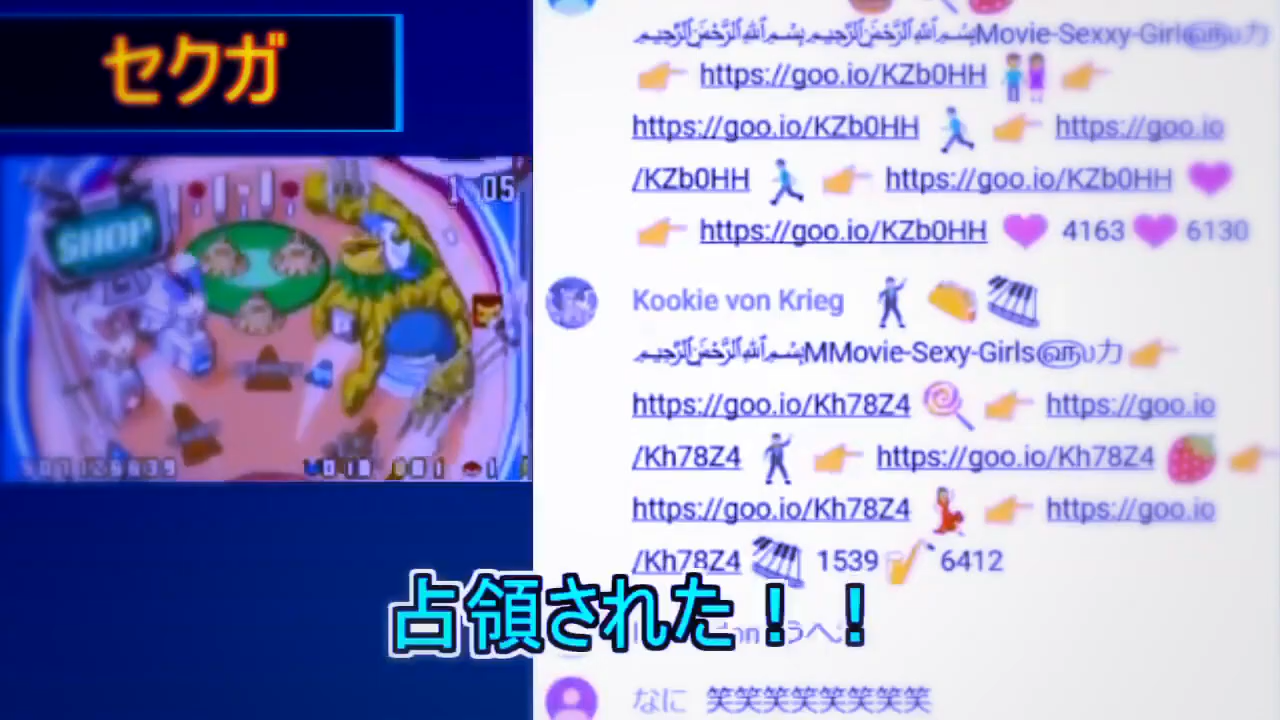 セクガ
SHOP
1 05
﷽﷽Movie-Sexxy-Girls
https://goo.io/KZb0HH
https://goo.io/KZb0HH https://goo.io
/KZb0HH https://goo.io/KZb0HH
https://goo.io/KZb0HH 4163 6130
Kookie von Krieg
﷽MMovie-Sexy-Girls௵力
https://goo.io/Kh78Z4 https://goo.io
/Kh78Z4 https://goo.io/Kh78Z4
https://goo.io/Kh78Z4 https://goo.io
/Kh78Z4 1539 6412
占領された！！
なに 笑笑笑笑笑笑笑笑